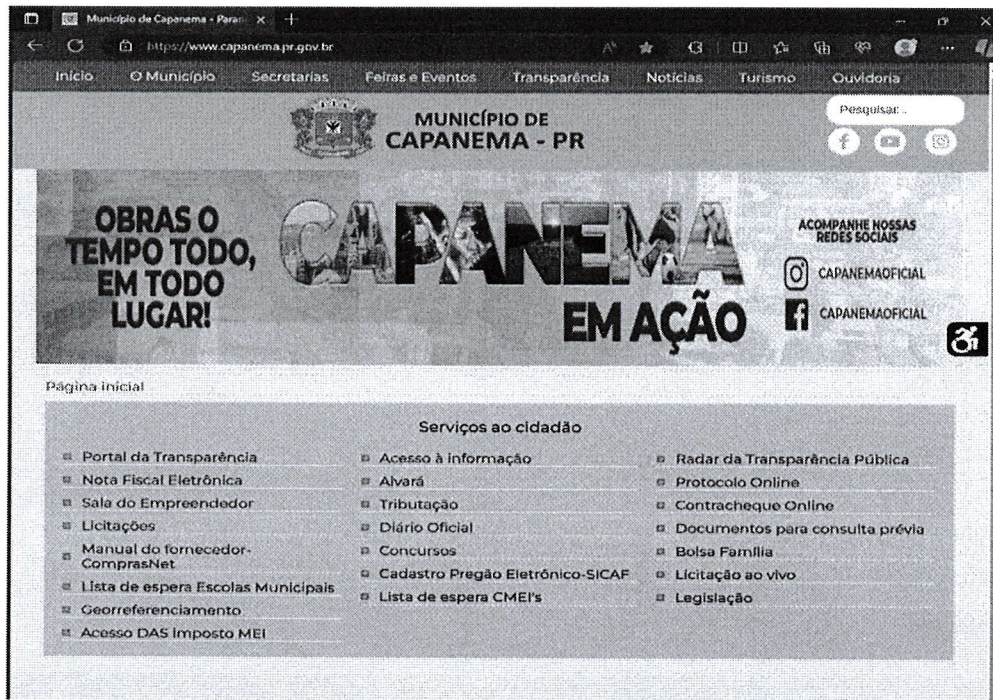 Município de Capanema - Paran
https://www.capanema.pr.gov.br
Início O Município Secretarias Feiras e Eventos Transparência Notícias Turismo Ouvidoria
MUNICÍPIO DE
CAPANEMA - PR
Pesquisar...
OBRAS O
TEMPO TODO,
EM TODO
LUGAR!
CAPANEMA
EM AÇÃO
ACOMPANHE NOSSAS
REDES SOCIAIS
CAPANEMAOFICIAL
CAPANEMAOFICIAL
Página inicial
Serviços ao cidadão
Portal da Transparência
Nota Fiscal Eletrônica
Sala do Empreendedor
Licitações
Manual do fornecedor-
ComprasNet
Lista de espera Escolas Municipais
Georreferenciamento
Acesso DAS Imposto MEI
Acesso à informação
Alvará
Tributação
Diário Oficial
Concursos
Cadastro Pregão Eletrônico-SICAF
Lista de espera CMEI's
Radar da Transparência Pública
Protocolo Online
Contracheque Online
Documentos para consulta prévia
Bolsa Família
Licitação ao vivo
Legislação